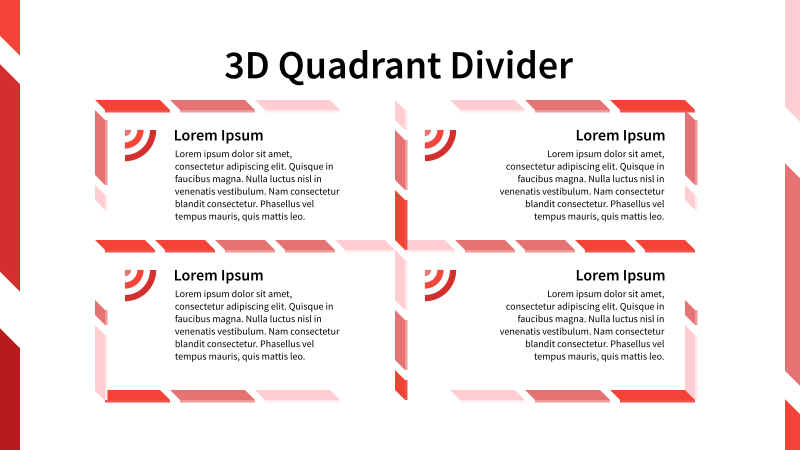 3D Quadrant Divider
Lorem Ipsum
Lorem ipsum dolor sit amet,
consectetur adipiscing elit. Quisque in
faucibus magna. Nulla luctus nisl in
venenatis vestibulum. Nam consectetur
blandit consectetur. Phasellus vel
tempus mauris, quis mattis leo.
Lorem Ipsum
Lorem ipsum dolor sit amet,
consectetur adipiscing elit. Quisque in
faucibus magna. Nulla luctus nisl in
venenatis vestibulum. Nam consectetur
blandit consectetur. Phasellus vel
tempus mauris, quis mattis leo.
Lorem Ipsum
Lorem ipsum dolor sit amet,
consectetur adipiscing elit. Quisque in
faucibus magna. Nulla luctus nisl in
venenatis vestibulum. Nam consectetur
blandit consectetur. Phasellus vel
tempus mauris, quis mattis leo.
Lorem Ipsum
Lorem ipsum dolor sit amet,
consectetur adipiscing elit. Quisque in
faucibus magna. Nulla luctus nisl in
venenatis vestibulum. Nam consectetur
blandit consectetur. Phasellus vel
tempus mauris, quis mattis leo.